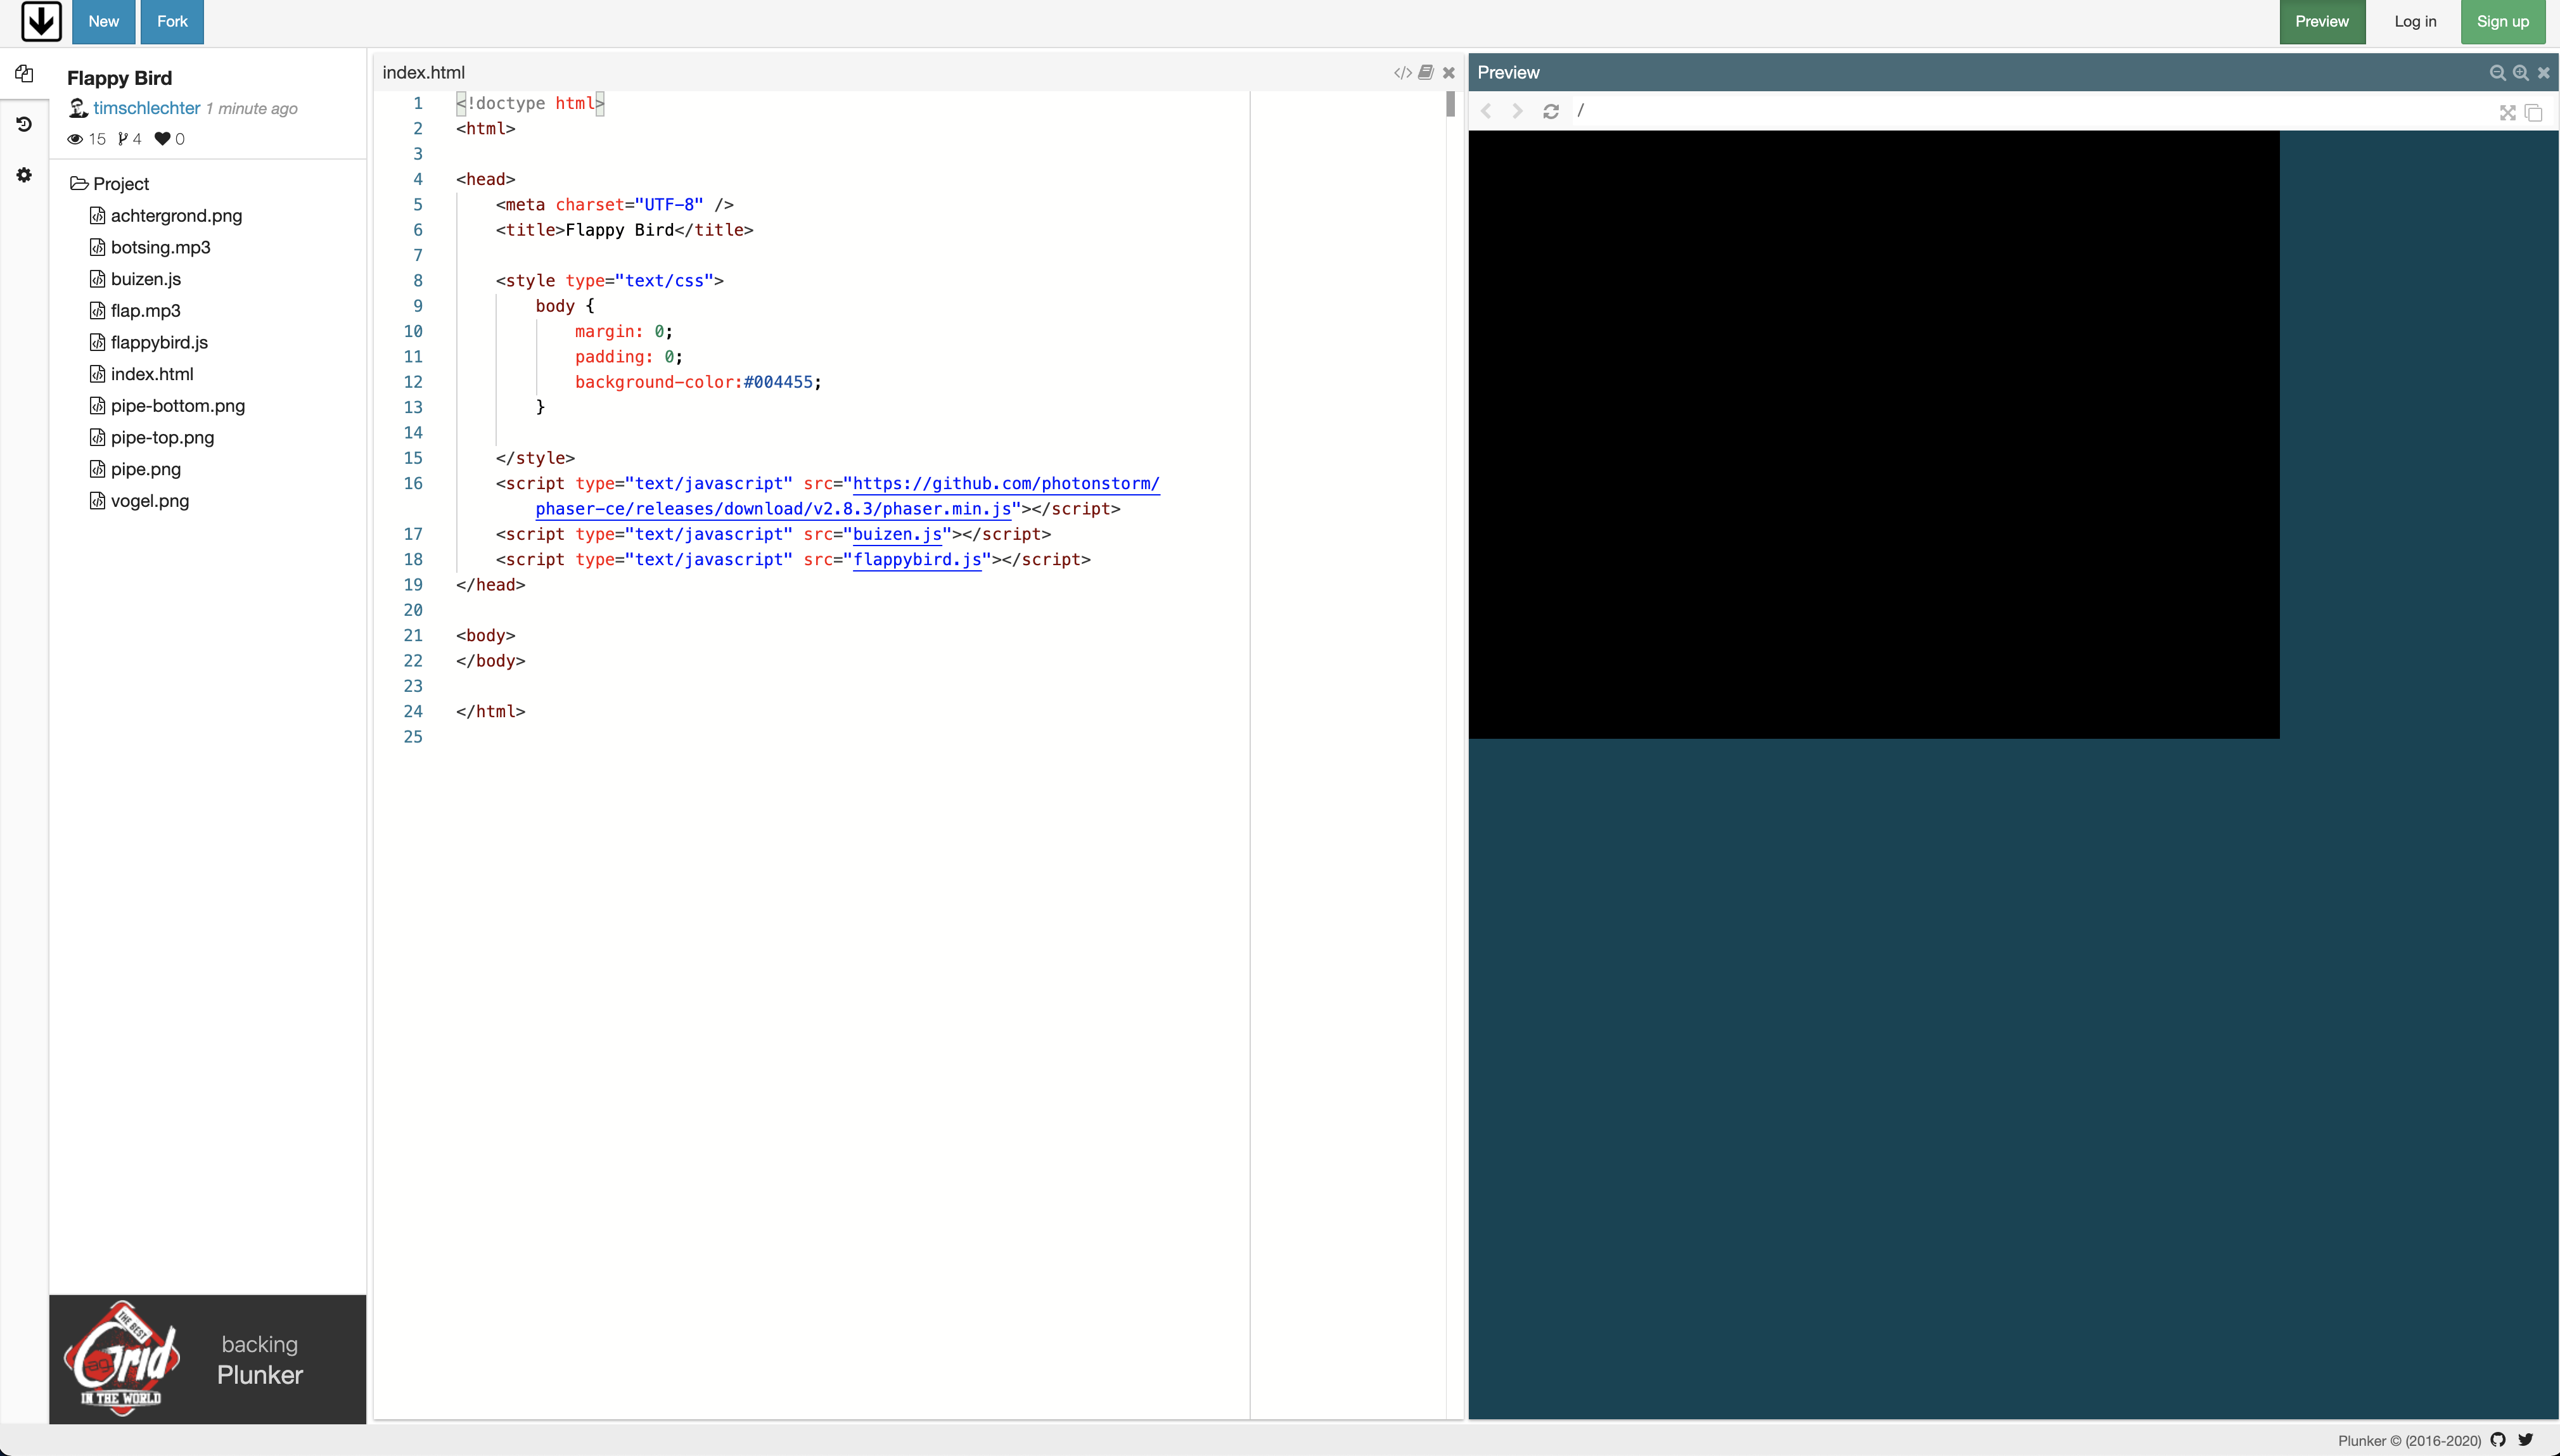 New Fork Preview Log in Sign up
Flappy Bird
timschlechter 1 minute ago
15 4 0
Project
achtergrond.png
botsing.mp3
buizen.js
flap.mp3
flappybird.js
index.html
pipe-bottom.png
pipe-top.png
pipe.png
vogel.png
THE BEST
ag Grid
IN THE WORLD
backing
Plunker
index.html
1 <!doctype html>
2 <html>
3
4 <head>
5 <meta charset="UTF-8" />
6 <title>Flappy Bird</title>
7
8 <style type="text/css">
9 body {
10 margin: 0;
11 padding: 0;
12 background-color:#004455;
13 }
14
15 </style>
16 <script type="text/javascript" src="https://github.com/photonstorm/
phaser-ce/releases/download/v2.8.3/phaser.min.js"></script>
17 <script type="text/javascript" src="buizen.js"></script>
18 <script type="text/javascript" src="flappybird.js"></script>
19 </head>
20
21 <body>
22 </body>
23
24 </html>
25
Preview
/
Plunker © (2016-2020)